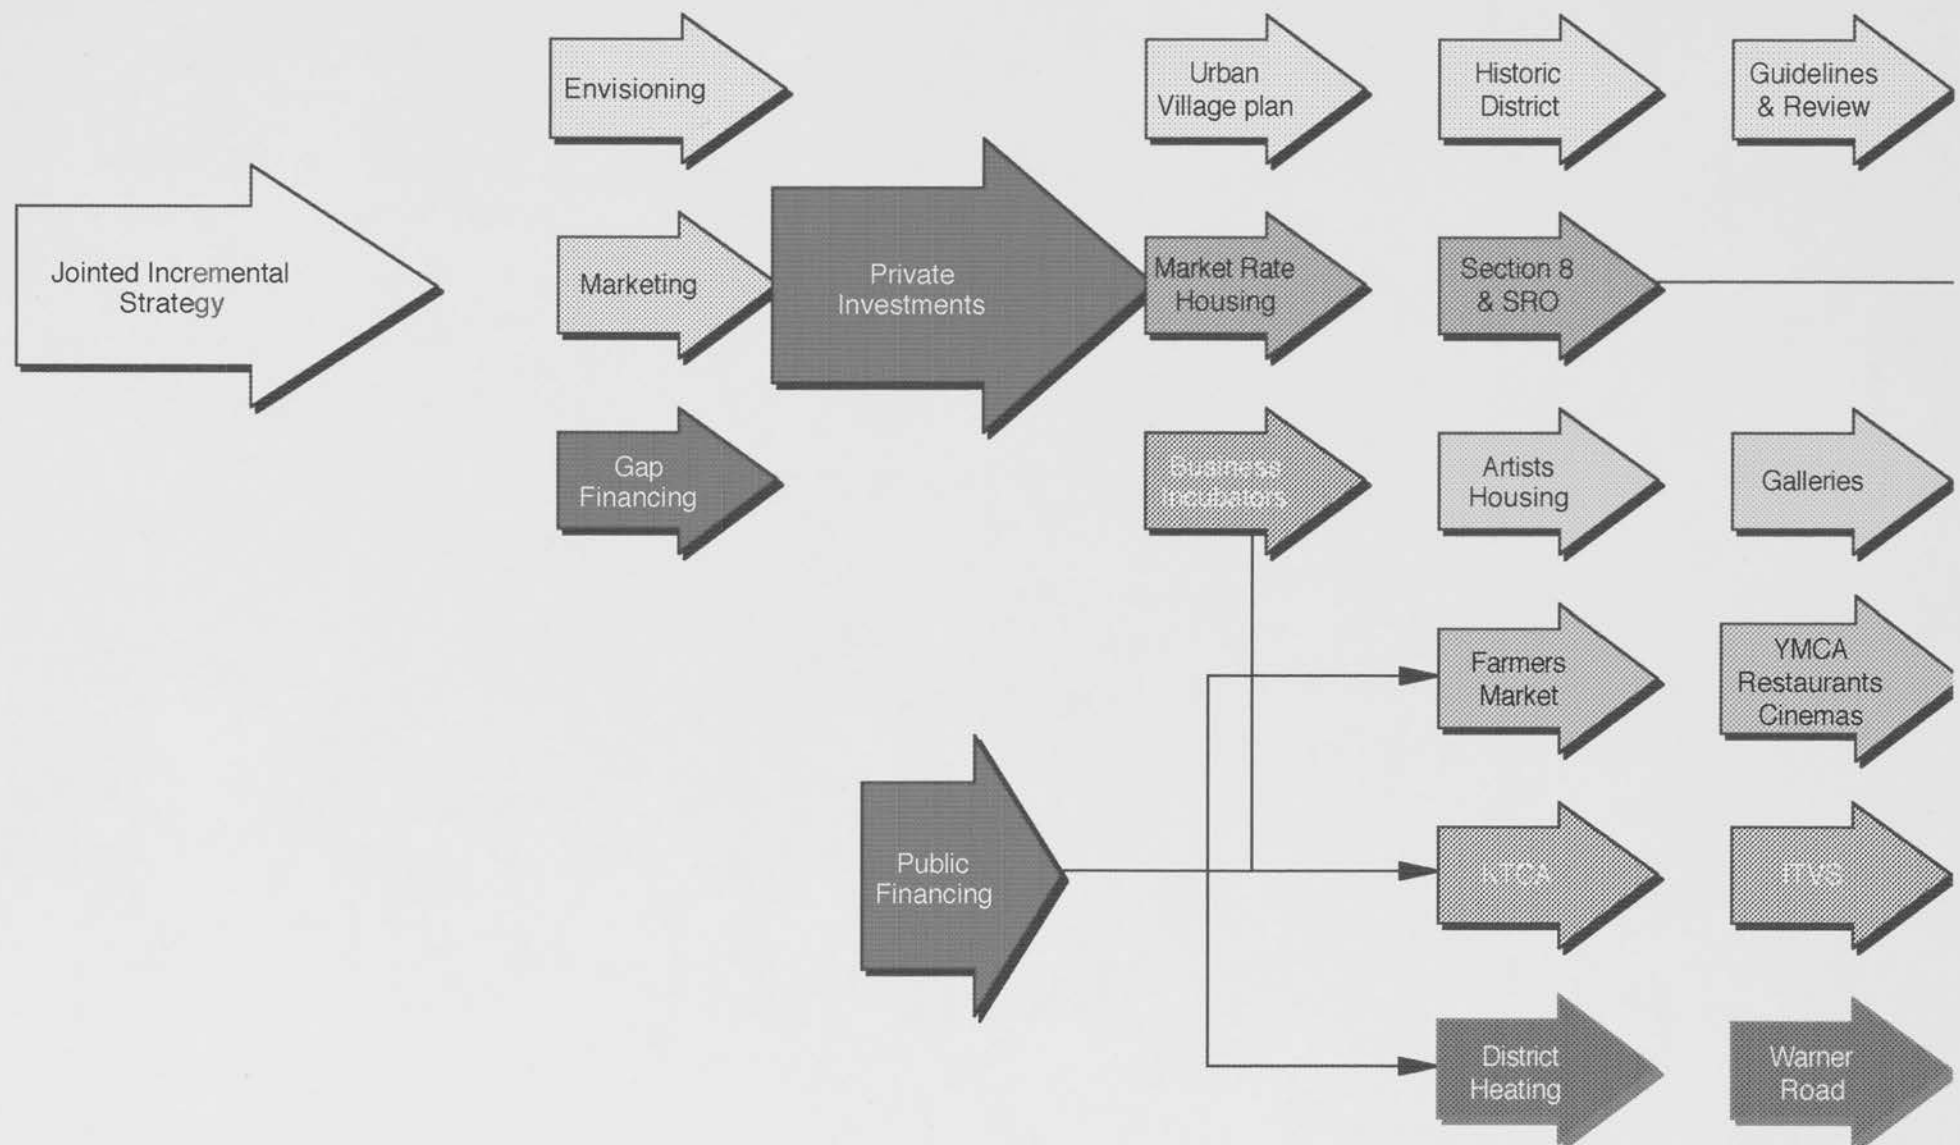 Envisioning
Urban
Village plan
Historic
District
Guidelines
& Review
Jointed Incremental
Strategy
Marketing
Private
Investments
Market Rate
Housing
Section 8
& SRO
Gap
Financing
Business
Incubators
Artists
Housing
Galleries
Farmers
Market
YMCA
Restaurants
Cinemas
Public
Financing
KTCA
ITVS
District
Heating
Warner
Road